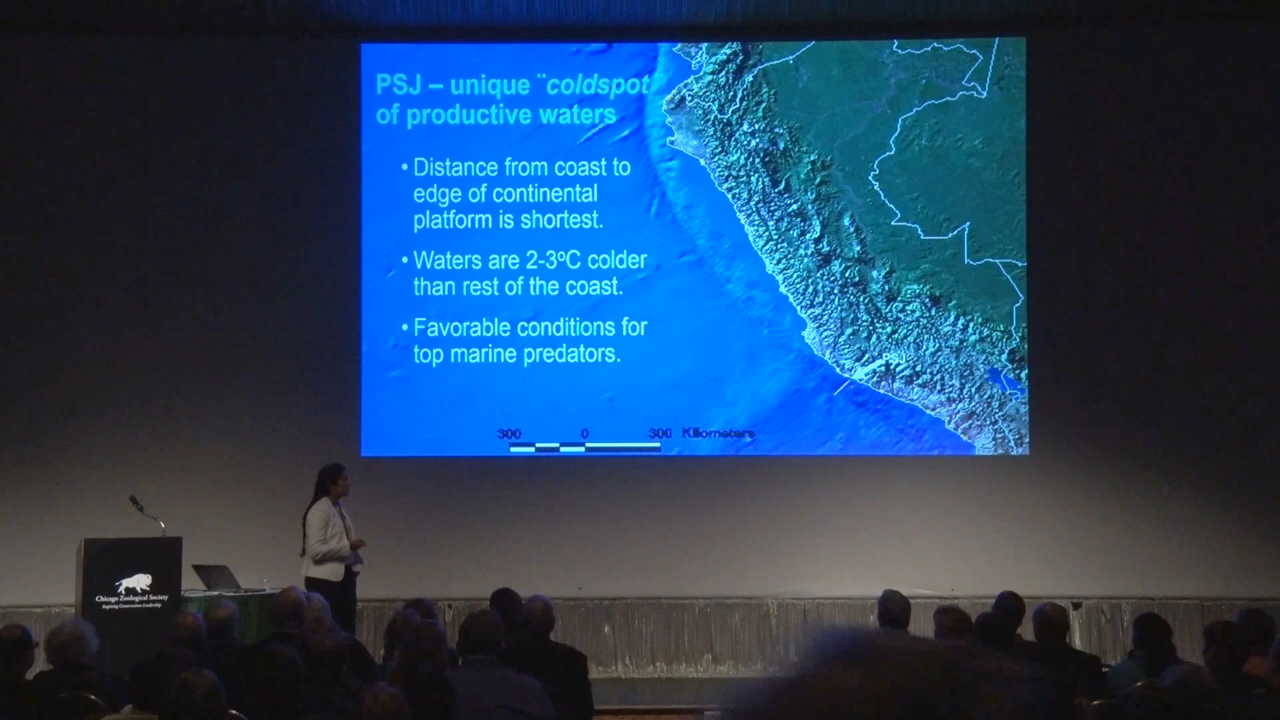 PSJ – unique ¨coldspot
of productive waters
• Distance from coast to
edge of continental
platform is shortest.
• Waters are 2-3ºC colder
than rest of the coast.
• Favorable conditions for
top marine predators.
PSJ
300 0 300 Kilometers
Chicago Zoological Society
Inspiring Conservation Leadership